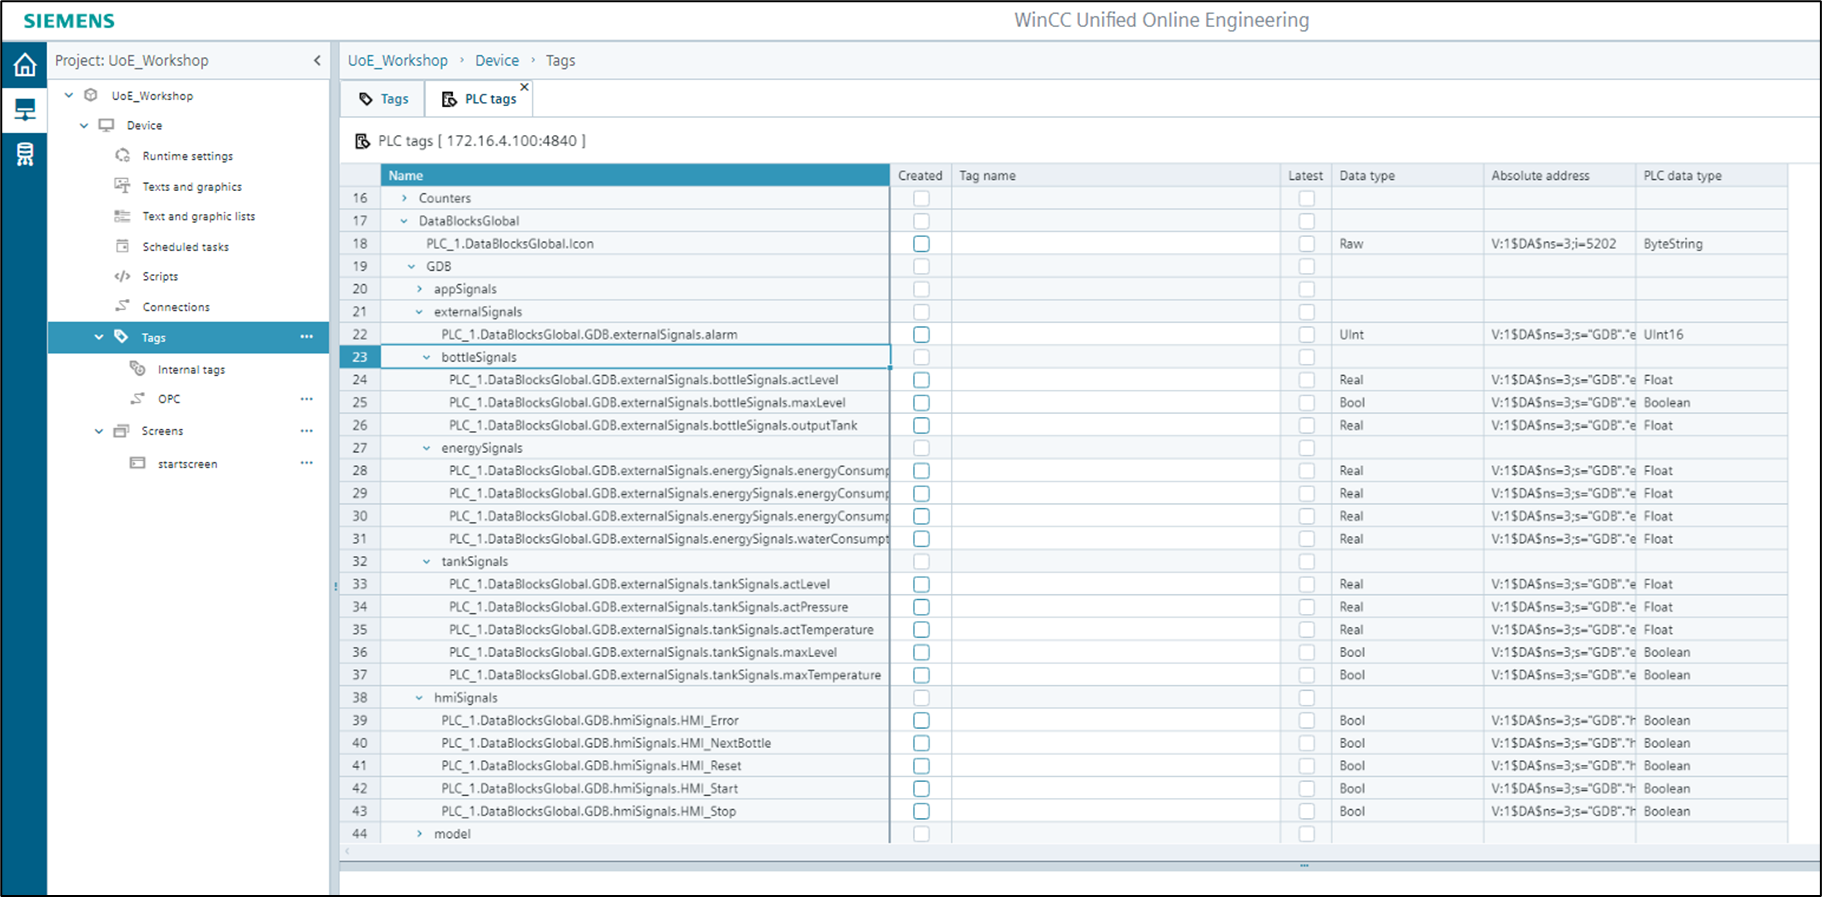 SIEMENS
WinCC Unified Online Engineering
Project: UoE_Workshop
UoE_Workshop
Device
Runtime settings
Texts and graphics
Text and graphic lists
Scheduled tasks
Scripts
Connections
Tags
Internal tags
OPC
Screens
startscreen
UoE_Workshop › Device › Tags
Tags PLC tags
PLC tags [ 172.16.4.100:4840 ]
Name Created Tag name Latest Data type Absolute address PLC data type
16 Counters
17 DataBlocksGlobal
18 PLC_1.DataBlocksGlobal.Icon Raw V:1$DA$ns=3;i=5202 ByteString
19 GDB
20 appSignals
21 externalSignals
22 PLC_1.DataBlocksGlobal.GDB.externalSignals.alarm UInt V:1$DA$ns=3;s="GDB"."e UInt16
23 bottleSignals
24 PLC_1.DataBlocksGlobal.GDB.externalSignals.bottleSignals.actLevel Real V:1$DA$ns=3;s="GDB"."e Float
25 PLC_1.DataBlocksGlobal.GDB.externalSignals.bottleSignals.maxLevel Bool V:1$DA$ns=3;s="GDB"."e Boolean
26 PLC_1.DataBlocksGlobal.GDB.externalSignals.bottleSignals.outputTank Real V:1$DA$ns=3;s="GDB"."e Float
27 energySignals
28 PLC_1.DataBlocksGlobal.GDB.externalSignals.energySignals.energyConsump Real V:1$DA$ns=3;s="GDB"."e Float
29 PLC_1.DataBlocksGlobal.GDB.externalSignals.energySignals.energyConsump Real V:1$DA$ns=3;s="GDB"."e Float
30 PLC_1.DataBlocksGlobal.GDB.externalSignals.energySignals.energyConsump Real V:1$DA$ns=3;s="GDB"."e Float
31 PLC_1.DataBlocksGlobal.GDB.externalSignals.energySignals.waterConsumpt Real V:1$DA$ns=3;s="GDB"."e Float
32 tankSignals
33 PLC_1.DataBlocksGlobal.GDB.externalSignals.tankSignals.actLevel Real V:1$DA$ns=3;s="GDB"."e Float
34 PLC_1.DataBlocksGlobal.GDB.externalSignals.tankSignals.actPressure Real V:1$DA$ns=3;s="GDB"."e Float
35 PLC_1.DataBlocksGlobal.GDB.externalSignals.tankSignals.actTemperature Real V:1$DA$ns=3;s="GDB"."e Float
36 PLC_1.DataBlocksGlobal.GDB.externalSignals.tankSignals.maxLevel Bool V:1$DA$ns=3;s="GDB"."e Boolean
37 PLC_1.DataBlocksGlobal.GDB.externalSignals.tankSignals.maxTemperature Bool V:1$DA$ns=3;s="GDB"."e Boolean
38 hmiSignals
39 PLC_1.DataBlocksGlobal.GDB.hmiSignals.HMI_Error Bool V:1$DA$ns=3;s="GDB"."h Boolean
40 PLC_1.DataBlocksGlobal.GDB.hmiSignals.HMI_NextBottle Bool V:1$DA$ns=3;s="GDB"."h Boolean
41 PLC_1.DataBlocksGlobal.GDB.hmiSignals.HMI_Reset Bool V:1$DA$ns=3;s="GDB"."h Boolean
42 PLC_1.DataBlocksGlobal.GDB.hmiSignals.HMI_Start Bool V:1$DA$ns=3;s="GDB"."h Boolean
43 PLC_1.DataBlocksGlobal.GDB.hmiSignals.HMI_Stop Bool V:1$DA$ns=3;s="GDB"."h Boolean
44 model